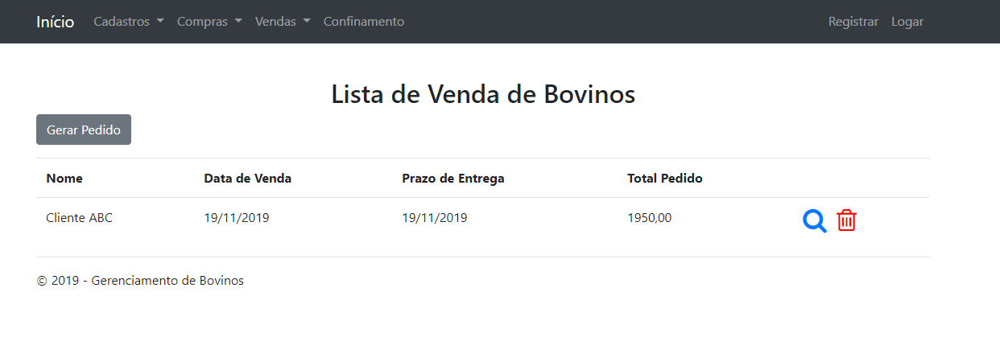 Início Cadastros Compras Vendas Confinamento Registrar Logar
Lista de Venda de Bovinos
Gerar Pedido
Nome Data de Venda Prazo de Entrega Total Pedido
Cliente ABC 19/11/2019 19/11/2019 1950,00
© 2019 - Gerenciamento de Bovinos